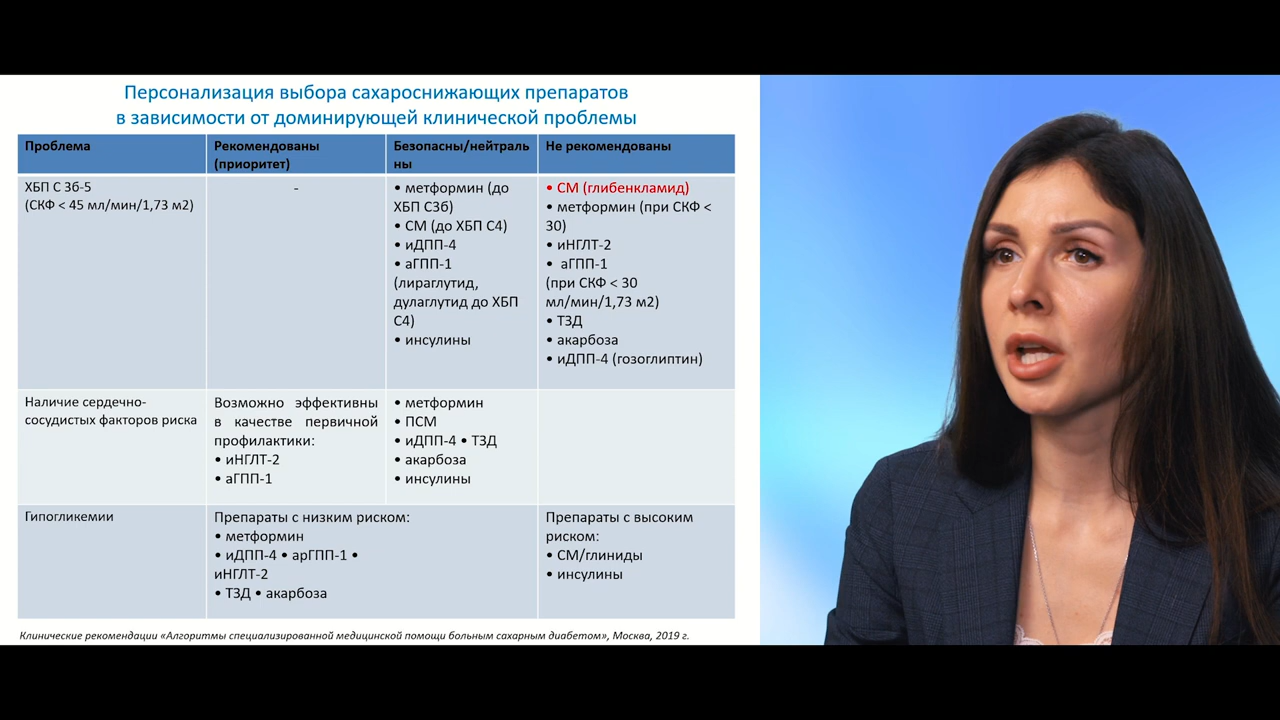 Персонализация выбора сахароснижающих препаратов
в зависимости от доминирующей клинической проблемы
Проблема
Рекомендованы
(приоритет)
Безопасны/нейтраль
ны
Не рекомендованы
ХБП С 3б-5
(СКФ < 45 мл/мин/1,73 м2)
-
• метформин (до
ХБП С3б)
• СМ (до ХБП С4)
• иДПП-4
• аГПП-1
(лираглутид,
дулаглутид до ХБП
С4)
• инсулины
• СМ (глибенкламид)
• метформин (при СКФ <
30)
• иНГЛТ-2
• аГПП-1
(при СКФ < 30
мл/мин/1,73 м2)
• ТЗД
• акарбоза
• иДПП-4 (гозоглиптин)
Наличие сердечно-
сосудистых факторов риска
Возможно эффективны
в качестве первичной
профилактики:
• иНГЛТ-2
• аГПП-1
• метформин
• ПСМ
• иДПП-4 • ТЗД
• акарбоза
• инсулины
Гипогликемии
Препараты с низким риском:
• метформин
• иДПП-4 • арГПП-1 •
иНГЛТ-2
• ТЗД • акарбоза
Препараты с высоким
риском:
• СМ/глиниды
• инсулины
Клинические рекомендации «Алгоритмы специализированной медицинской помощи больным сахарным диабетом», Москва, 2019 г.